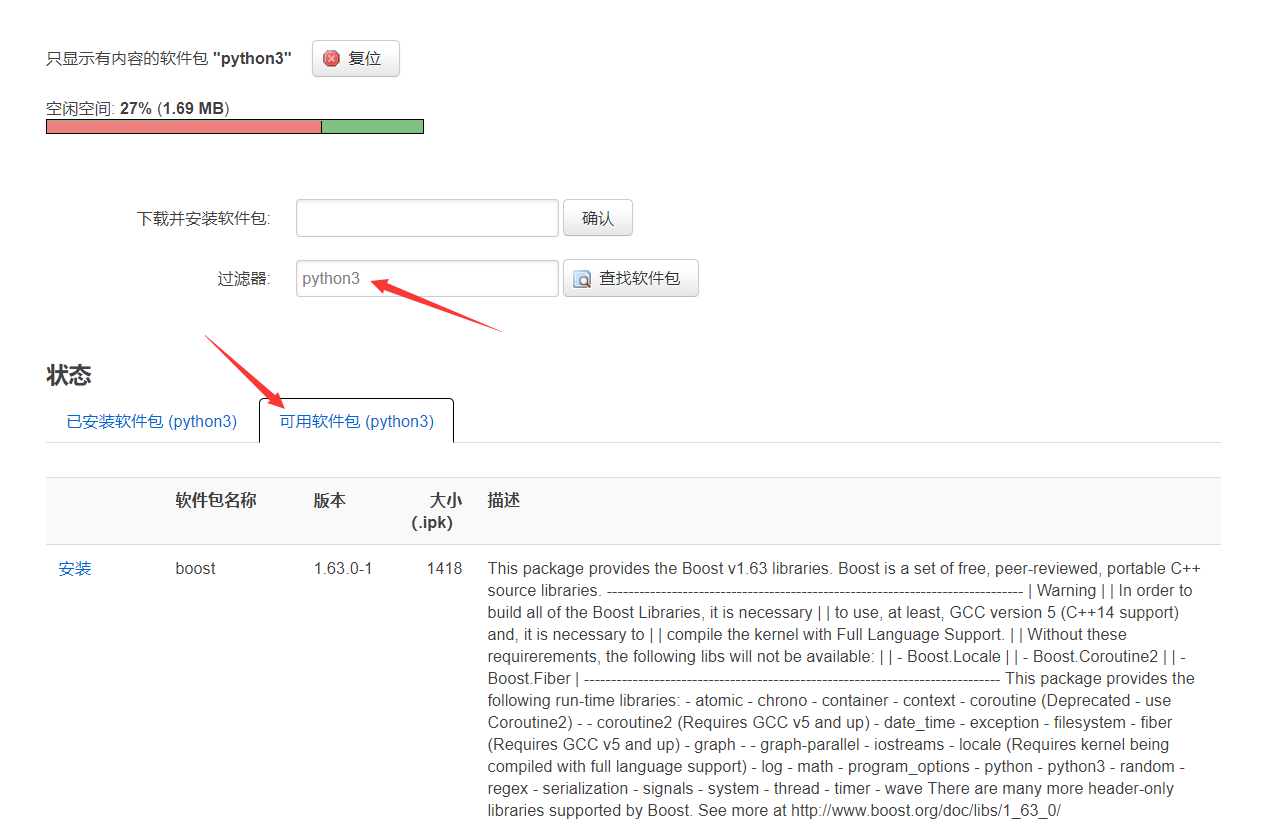 只显示有内容的软件包 "python3" 复位
空闲空间: 27% (1.69 MB)
下载并安装软件包: 确认
过滤器: python3 查找软件包
状态
已安装软件包 (python3) 可用软件包 (python3)
软件包名称 版本 大小 描述
(.ipk)
安装 boost 1.63.0-1 1418 This package provides the Boost v1.63 libraries. Boost is a set of free, peer-reviewed, portable C++
source libraries. ----------------------------------------------------------------------------- | Warning | | In order to
build all of the Boost Libraries, it is necessary | | to use, at least, GCC version 5 (C++14 support)
and, it is necessary to | | compile the kernel with Full Language Support. | | Without these
requirerements, the following libs will not be available: | | - Boost.Locale | | - Boost.Coroutine2 | | -
Boost.Fiber | ----------------------------------------------------------------------------- This package provides the
following run-time libraries: - atomic - chrono - container - context - coroutine (Deprecated - use
Coroutine2) - - coroutine2 (Requires GCC v5 and up) - date_time - exception - filesystem - fiber
(Requires GCC v5 and up) - graph - - graph-parallel - iostreams - locale (Requires kernel being
compiled with full language support) - log - math - program_options - python - python3 - random -
regex - serialization - signals - system - thread - timer - wave There are many more header-only
libraries supported by Boost. See more at http://www.boost.org/doc/libs/1_63_0/